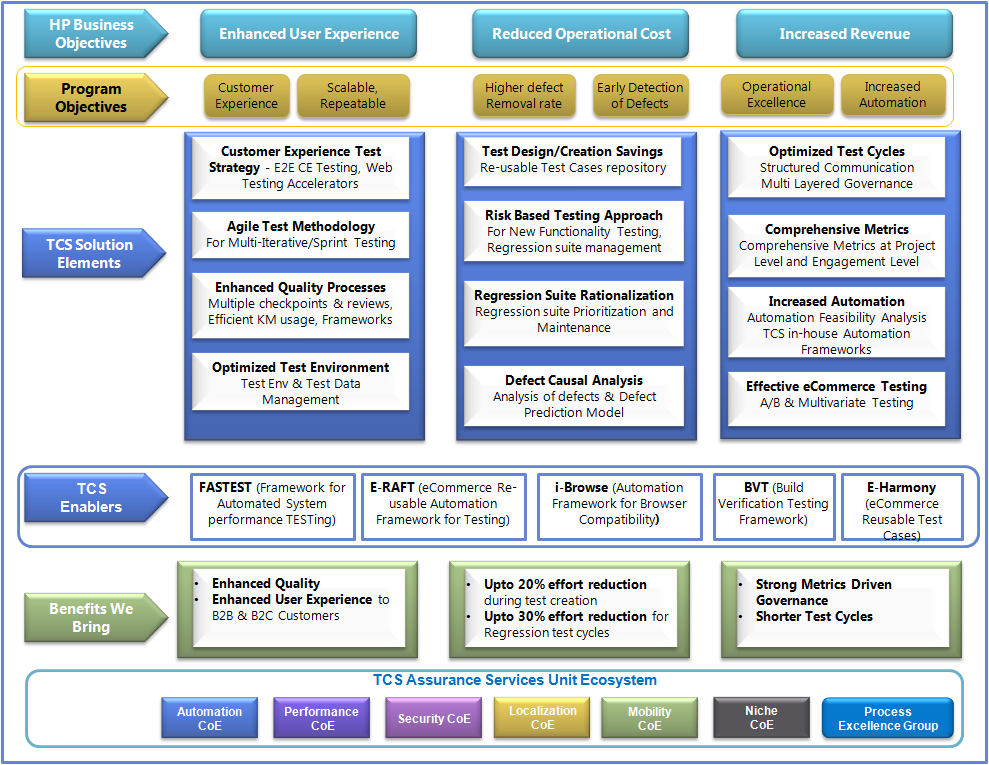 HP Business
Objectives
Enhanced User Experience
Reduced Operational Cost
Increased Revenue
Program
Objectives
Customer
Experience
Scalable,
Repeatable
Higher defect
Removal rate
Early Detection
of Defects
Operational
Excellence
Increased
Automation
TCS Solution
Elements
Customer Experience Test
Strategy - E2E CE Testing, Web
Testing Accelerators
Agile Test Methodology
For Multi-Iterative/Sprint Testing
Enhanced Quality Processes
Multiple checkpoints & reviews,
Efficient KM usage, Frameworks
Optimized Test Environment
Test Env & Test Data
Management
Test Design/Creation Savings
Re-usable Test Cases repository
Risk Based Testing Approach
For New Functionality Testing,
Regression suite management
Regression Suite Rationalization
Regression suite Prioritization and
Maintenance
Defect Causal Analysis
Analysis of defects & Defect
Prediction Model
Optimized Test Cycles
Structured Communication
Multi Layered Governance
Comprehensive Metrics
Comprehensive Metrics at Project
Level and Engagement Level
Increased Automation
Automation Feasibility Analysis
TCS in-house Automation
Frameworks
Effective eCommerce Testing
A/B & Multivariate Testing
TCS
Enablers
FASTEST (Framework for
Automated System
performance TESTing)
E-RAFT (eCommerce Re-
usable Automation
Framework for Testing)
i-Browse (Automation
Framework for Browser
Compatibility)
BVT (Build
Verification Testing
Framework)
E-Harmony
(eCommerce
Reusable Test
Cases)
Benefits We
Bring
• Enhanced Quality
• Enhanced User Experience to
B2B & B2C Customers
• Upto 20% effort reduction
during test creation
• Upto 30% effort reduction for
Regression test cycles
• Strong Metrics Driven
Governance
• Shorter Test Cycles
TCS Assurance Services Unit Ecosystem
Automation
CoE
Performance
CoE
Security CoE
Localization
CoE
Mobility
CoE
Niche
CoE
Process
Excellence Group